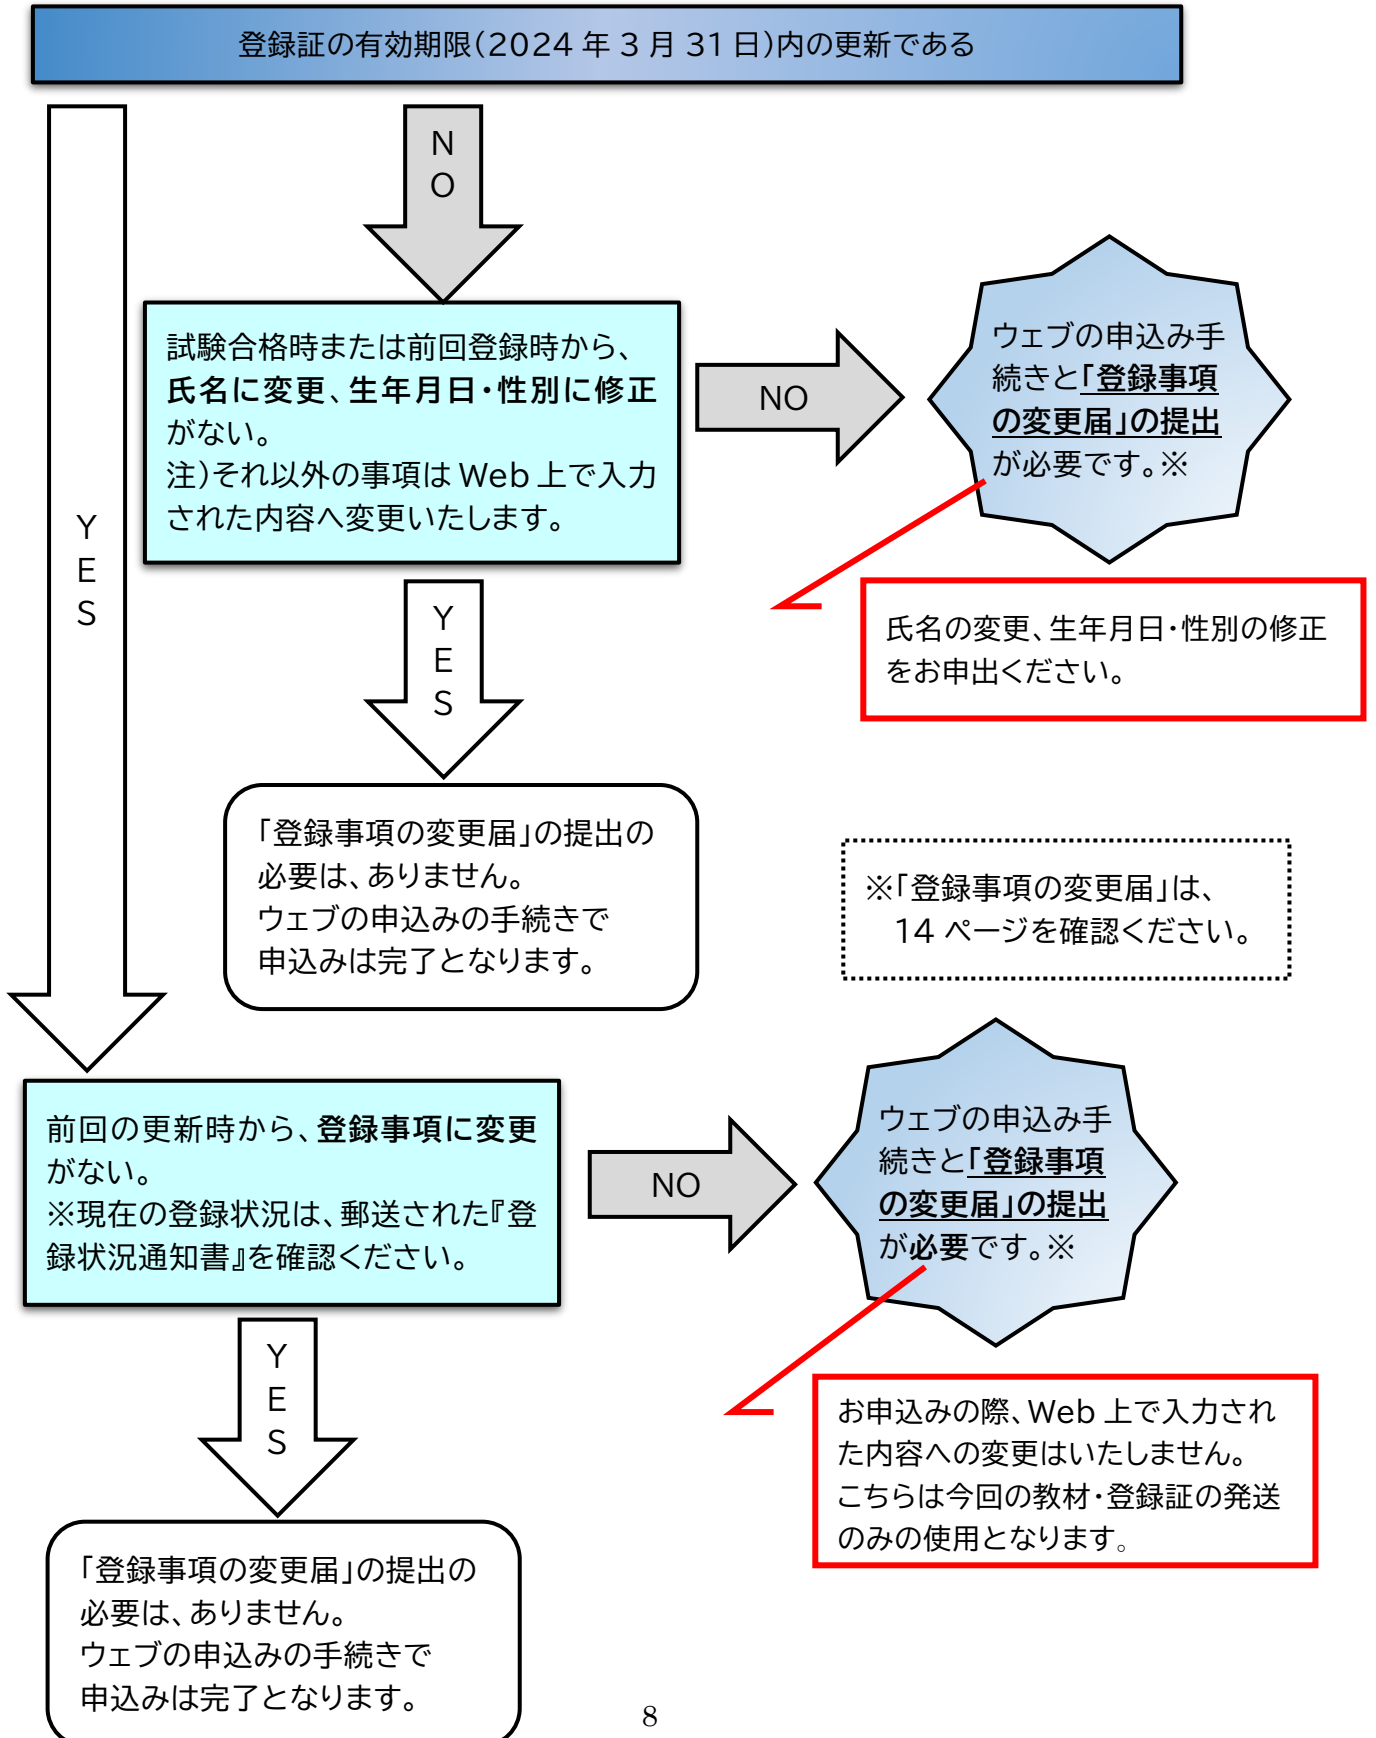 登録証の有効期限(2024年3月31日)内の更新である
N
O
試験合格時または前回登録時から、
氏名に変更、生年月日・性別に修正
がない。
注)それ以外の事項はWeb上で入力
された内容へ変更いたします。
NO
ウェブの申込み手
続きと「登録事項
の変更届」の提出
が必要です。※
氏名の変更、生年月日・性別の修正
をお申出ください。
Y
E
S
Y
E
S
「登録事項の変更届」の提出の
必要は、ありません。
ウェブの申込みの手続きで
申込みは完了となります。
※「登録事項の変更届」は、
14ページを確認ください。
前回の更新時から、登録事項に変更
がない。
※現在の登録状況は、郵送された『登
録状況通知書』を確認ください。
NO
ウェブの申込み手
続きと「登録事項
の変更届」の提出
が必要です。※
お申込みの際、Web上で入力され
た内容への変更はいたしません。
こちらは今回の教材・登録証の発送
のみの使用となります。
Y
E
S
「登録事項の変更届」の提出の
必要は、ありません。
ウェブの申込みの手続きで
申込みは完了となります。
8